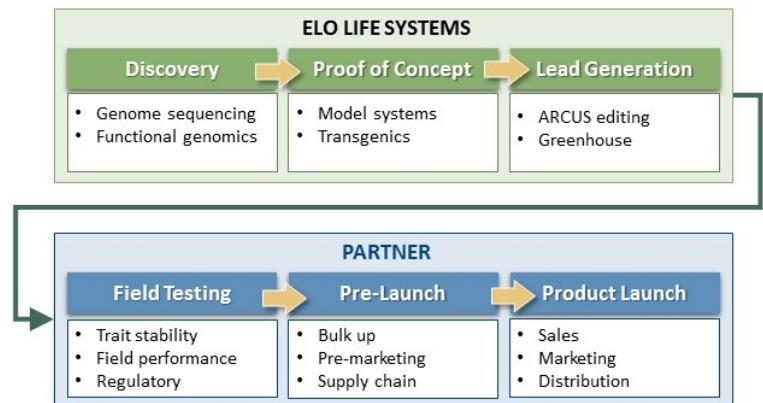 ELO LIFE SYSTEMS
Discovery
Proof of Concept
Lead Generation
• Genome sequencing
• Functional genomics
• Model systems
• Transgenics
• ARCUS editing
• Greenhouse
PARTNER
Field Testing
Pre-Launch
Product Launch
• Trait stability
• Field performance
• Regulatory
• Bulk up
• Pre-marketing
• Supply chain
• Sales
• Marketing
• Distribution